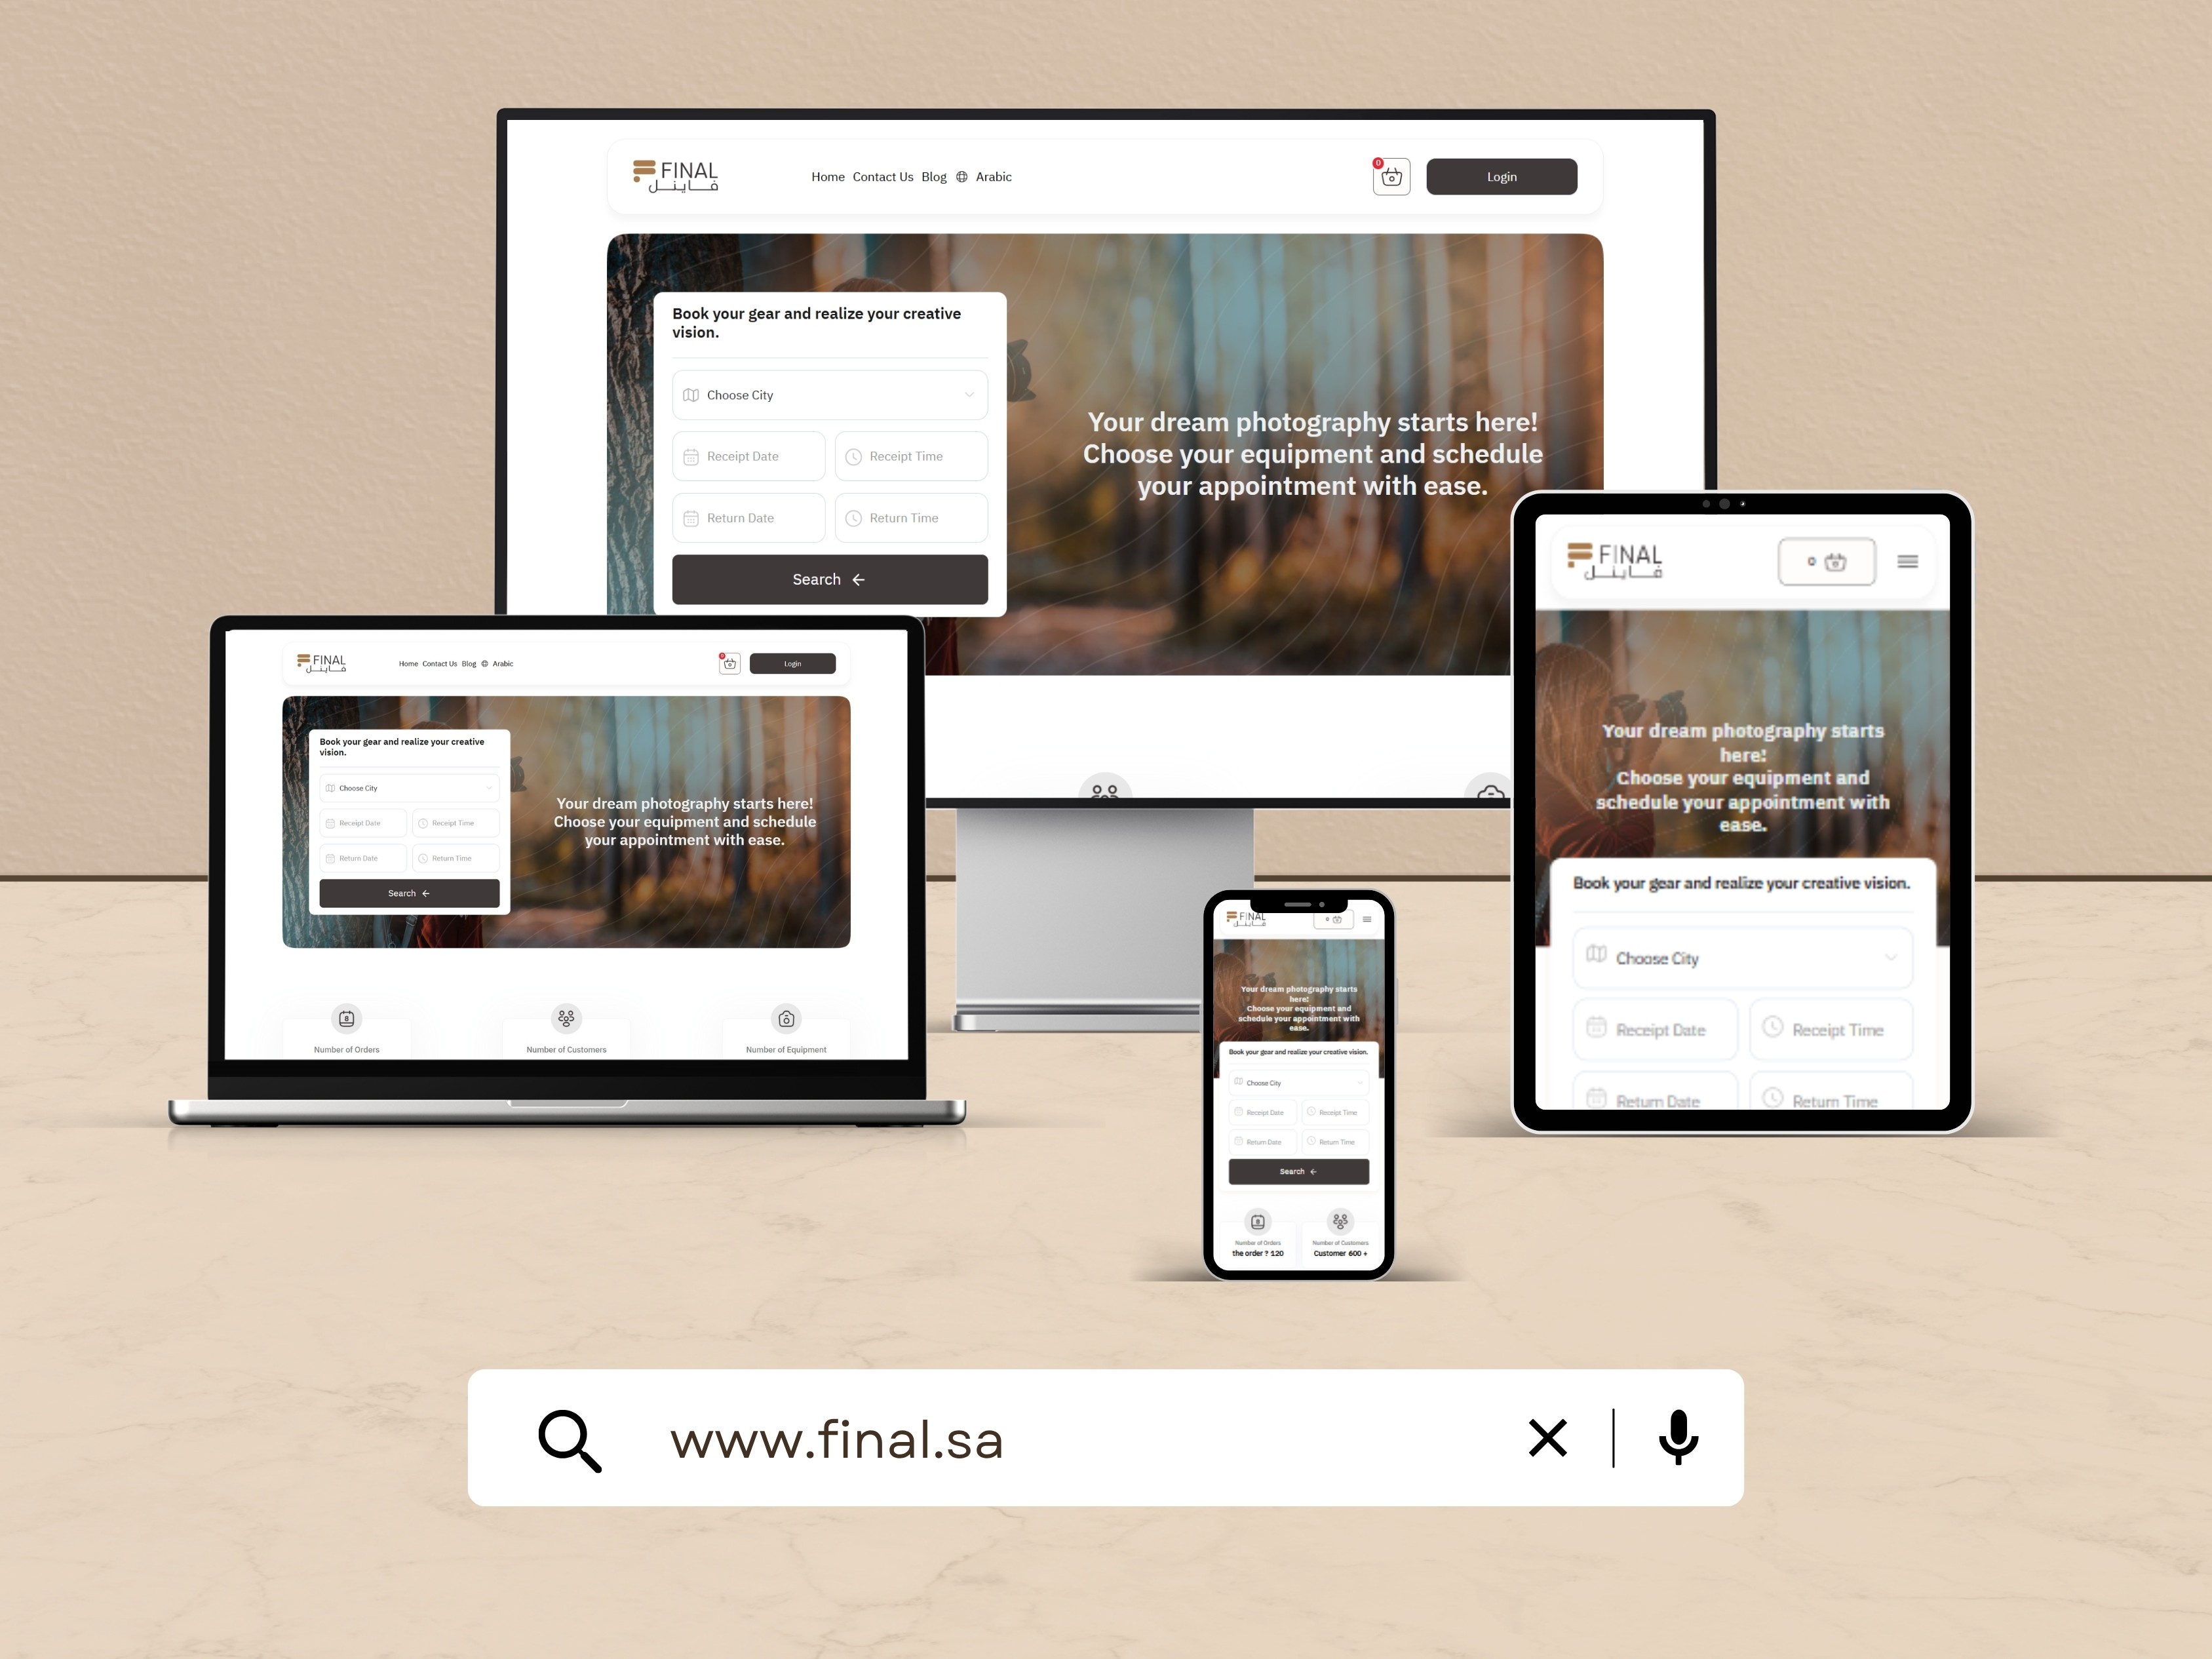 FINAL
فاينل
Home Contact Us Blog Arabic
0
Login
Book your gear and realize your creative
vision.
Choose City
Receipt Date Receipt Time
Return Date Return Time
Search
Your dream photography starts here!
Choose your equipment and schedule
your appointment with ease.
FINAL
فاينل
Home Contact Us Blog Arabic
0
Login
Book your gear and realize your creative
vision.
Choose City
Receipt Date Receipt Time
Return Date Return Time
Search
Your dream photography starts here!
Choose your equipment and schedule
your appointment with ease.
8
Number of Orders Number of Customers Number of Equipment
FINAL
فاينل
0
Your dream photography starts
here!
Choose your equipment and
schedule your appointment with
ease.
Book your gear and realize your creative vision.
Choose City
Receipt Date Receipt Time
Return Date Return Time
Search
Number of Orders Number of Customers
the order ? 120 Customer 600 +
FINAL
فاينل
0
Your dream photography starts
here!
Choose your equipment and
schedule your appointment with
ease.
Book your gear and realize your creative vision.
Choose City
Receipt Date Receipt Time
Return Date Return Time
www.final.sa